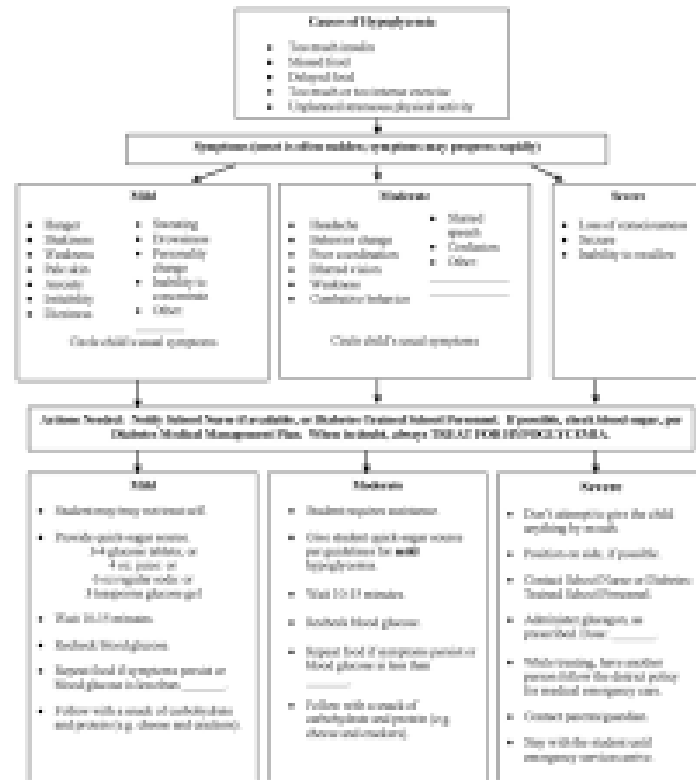 Causes of Hypoglycemia
Too much insulin
Missed food
Delayed food
Too much or too intense exercise
Unplanned strenuous physical activity
Symptoms (onset is often sudden, symptoms may progress rapidly)
Mild
Hunger
Shakiness
Weakness
Pale skin
Anxiety
Irritability
Dizziness
Sweating
Drowsiness
Personality
change
Inability to
concentrate
Other
Circle child's usual symptoms
Moderate
Headache
Behavior change
Poor coordination
Blurred vision
Weakness
Combative behavior
Slurred
speech
Confusion
Other
Circle child's usual symptoms
Severe
Loss of consciousness
Seizure
Inability to swallow
Actions Needed: Notify School Nurse if available, or Diabetes Trained School Personnel. If possible, check blood sugar, per
Diabetes Medical Management Plan. When in doubt, always TREAT FOR HYPOGLYCEMIA.
Mild
Student may treat self.
Provide quick-sugar source.
3-4 glucose tablets, or
4 oz. juice, or
6 oz regular soda, or
3 teaspoons glucose gel
Wait 10-15 minutes.
Recheck blood glucose.
Repeat food if symptoms persist or
blood glucose is less than ______.
Follow with a snack of carbohydrate
and protein (e.g. cheese and crackers).
Moderate
Student requires assistance.
Give student quick-sugar source
per guidelines for mild
hypoglycemia.
Wait 10-15 minutes.
Recheck blood glucose.
Repeat food if symptoms persist or
blood glucose is less than
______.
Follow with a snack of
carbohydrate and protein (e.g.
cheese and crackers).
Severe
Don't attempt to give the child
anything by mouth.
Position on side, if possible.
Contact School Nurse or Diabetes
Trained School Personnel.
Administer glucagon, as
prescribed. Dose: ______
While treating, have another
person follow the district policy
for medical emergency care.
Contact parents/guardian.
Stay with the student until
emergency services arrive.